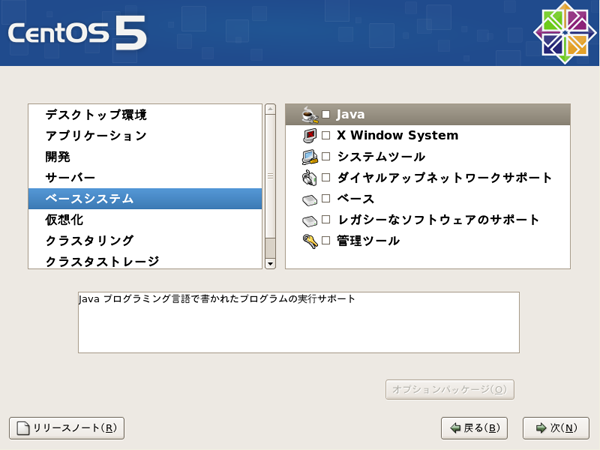 CentOS 5
デスクトップ環境
アプリケーション
開発
サーバー
ベースシステム
仮想化
クラスタリング
クラスタストレージ
Java
X Window System
システムツール
ダイヤルアップネットワークサポート
ベース
レガシーなソフトウェアのサポート
管理ツール
Java プログラミング言語で書かれたプログラムの実行サポート
オプションパッケージ(O)
リリースノート(R)
戻る(B)
次(N)